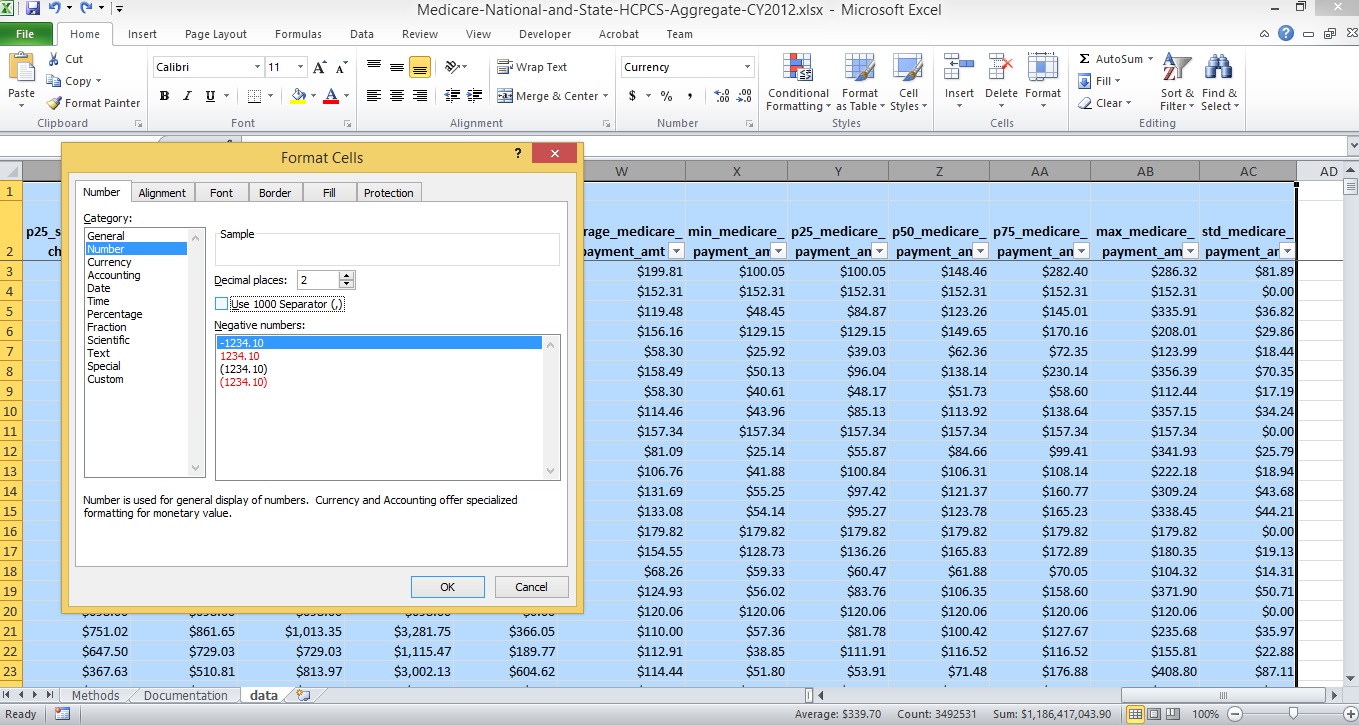 Medicare-National-and-State-HCPCS-Aggregate-CY2012.xlsx - Microsoft Excel
File Home Insert Page Layout Formulas Data Review View Developer Acrobat Team
Paste Cut Copy Format Painter
Calibri 11
B I U
Wrap Text
Merge & Center
Currency
$ % ,
Conditional Formatting Format as Table Cell Styles
Insert Delete Format
AutoSum Fill Clear
Sort & Filter Find & Select
Clipboard Font Alignment Number Styles Cells Editing
Format Cells
?
Number Alignment Font Border Fill Protection
Category:
General
Number
Currency
Accounting
Date
Time
Percentage
Fraction
Scientific
Text
Special
Custom
Sample
Decimal places: 2
Use 1000 Separator (,)
Negative numbers:
-1234.10
1234.10
(1234.10)
(1234.10)
Number is used for general display of numbers.  Currency and Accounting offer specialized
formatting for monetary value.
OK Cancel
W X Y Z AA AB AC AD
1
p25_s rage_medicare_ min_medicare_ p25_medicare_ p50_medicare_ p75_medicare_ max_medicare_ std_medicare_
2 ch payment_amt payment_am payment_am payment_am payment_am payment_am payment_ar
3 $199.81 $100.05 $100.05 $148.46 $282.40 $286.32 $81.89
4 $152.31 $152.31 $152.31 $152.31 $152.31 $152.31 $0.00
5 $119.48 $48.45 $84.87 $123.26 $145.01 $335.91 $36.82
6 $156.16 $129.15 $129.15 $149.65 $170.16 $208.01 $29.86
7 $58.30 $25.92 $39.03 $62.36 $72.35 $123.99 $18.44
8 $158.49 $50.13 $96.04 $138.14 $230.14 $356.39 $70.35
9 $58.30 $40.61 $48.17 $51.73 $58.60 $112.44 $17.19
10 $114.46 $43.96 $85.13 $113.92 $138.64 $357.15 $34.24
11 $157.34 $157.34 $157.34 $157.34 $157.34 $157.34 $0.00
12 $81.09 $25.14 $55.87 $84.66 $99.41 $341.93 $25.79
13 $106.76 $41.88 $100.84 $106.31 $108.14 $222.18 $18.94
14 $131.69 $55.25 $97.42 $121.37 $160.77 $309.24 $43.68
15 $133.08 $54.14 $95.27 $123.78 $165.23 $338.45 $44.21
16 $179.82 $179.82 $179.82 $179.82 $179.82 $179.82 $0.00
17 $154.55 $128.73 $136.26 $165.83 $172.89 $180.35 $19.13
18 $68.26 $59.33 $60.47 $61.88 $70.05 $104.32 $14.31
19 $124.93 $56.02 $83.76 $106.35 $158.60 $371.90 $50.71
20 $120.06 $120.06 $120.06 $120.06 $120.06 $120.06 $0.00
21 $751.02 $861.65 $1,013.35 $3,281.75 $366.05 $110.00 $57.36 $81.78 $100.42 $127.67 $235.68 $35.97
22 $647.50 $729.03 $729.03 $1,115.47 $189.77 $112.91 $38.85 $111.91 $116.52 $116.52 $155.81 $22.88
23 $367.63 $510.81 $813.97 $3,002.13 $604.62 $114.44 $51.80 $53.91 $71.48 $176.88 $408.80 $87.11
Methods Documentation data
Ready Average: $339.70 Count: 3492531 Sum: $1,186,417,043.90 100%